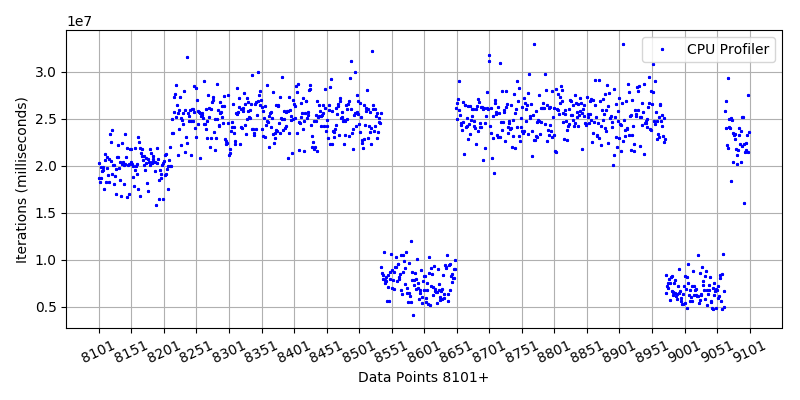 1e7
CPU Profiler
3.0
2.5
2.0
1.5
1.0
0.5
Iterations (milliseconds)
8101 8151 8201 8251 8301 8351 8401 8451 8501 8551 8601 8651 8701 8751 8801 8851 8901 8951 9001 9051 9101
Data Points 8101+